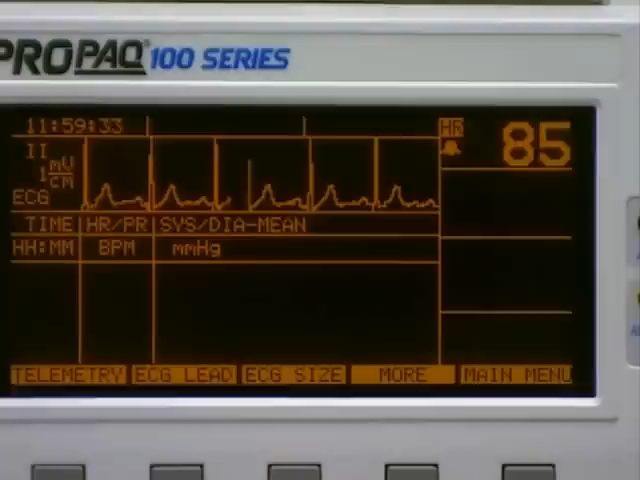 PROPAQ® 100 SERIES
11:59:33
HR
85
II
1 mV/CM
ECG
TIME HR/PR SYS/DIA-MEAN
HH:MM BPM mmHg
TELEMETRY ECG LEAD ECG SIZE MORE MAIN MENU